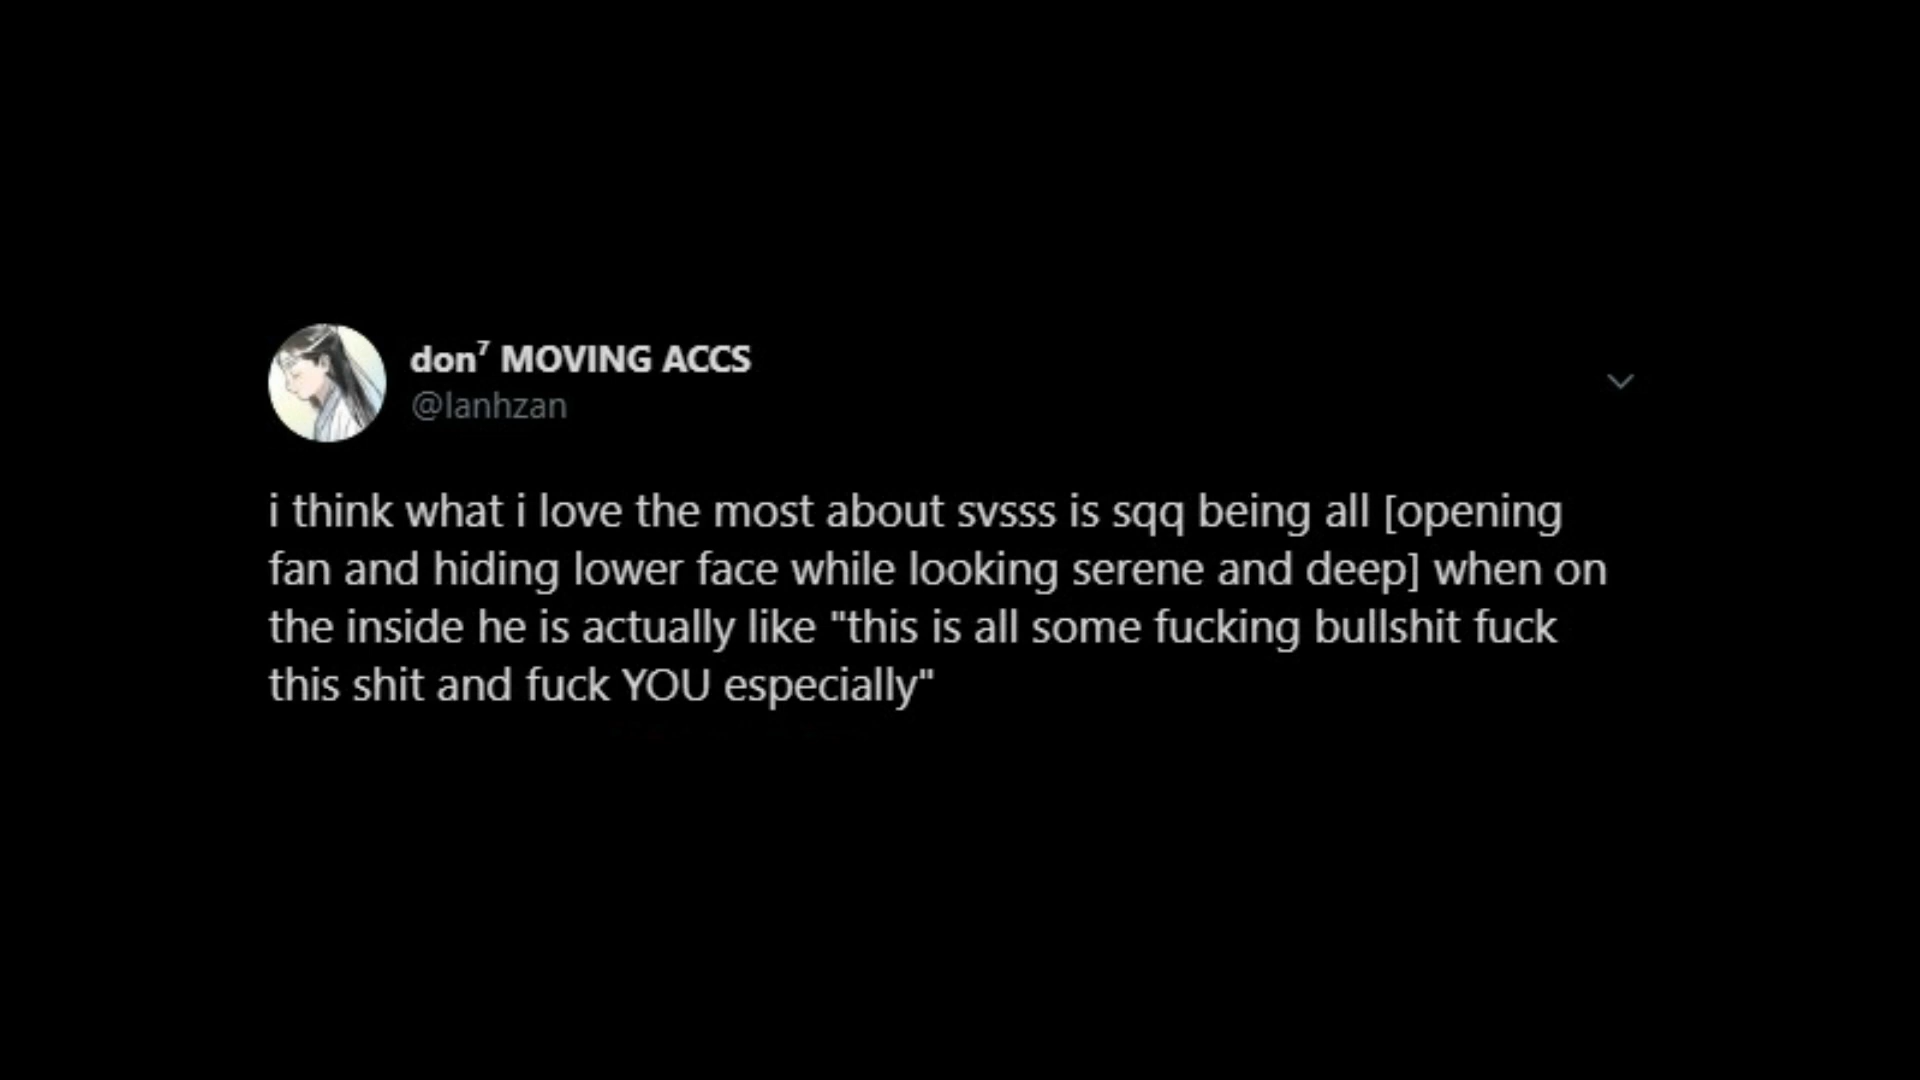 don⁷ MOVING ACCS
@lanhzan
i think what i love the most about svsss is sqq being all [opening
fan and hiding lower face while looking serene and deep] when on
the inside he is actually like "this is all some fucking bullshit fuck
this shit and fuck YOU especially"